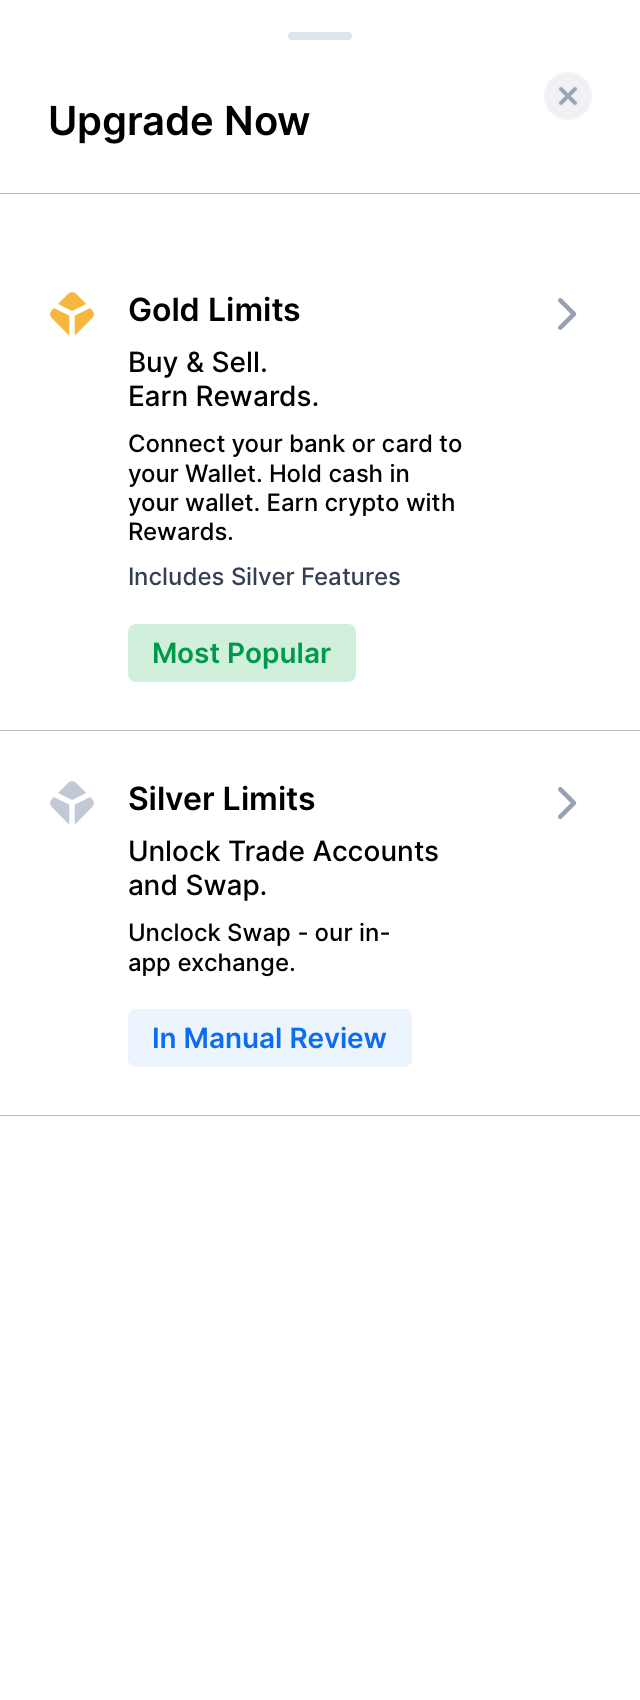 Upgrade Now
Gold Limits
Buy & Sell.
Earn Rewards.
Connect your bank or card to
your Wallet. Hold cash in
your wallet. Earn crypto with
Rewards.
Includes Silver Features
Most Popular
Silver Limits
Unlock Trade Accounts
and Swap.
Unclock Swap - our in-
app exchange.
In Manual Review